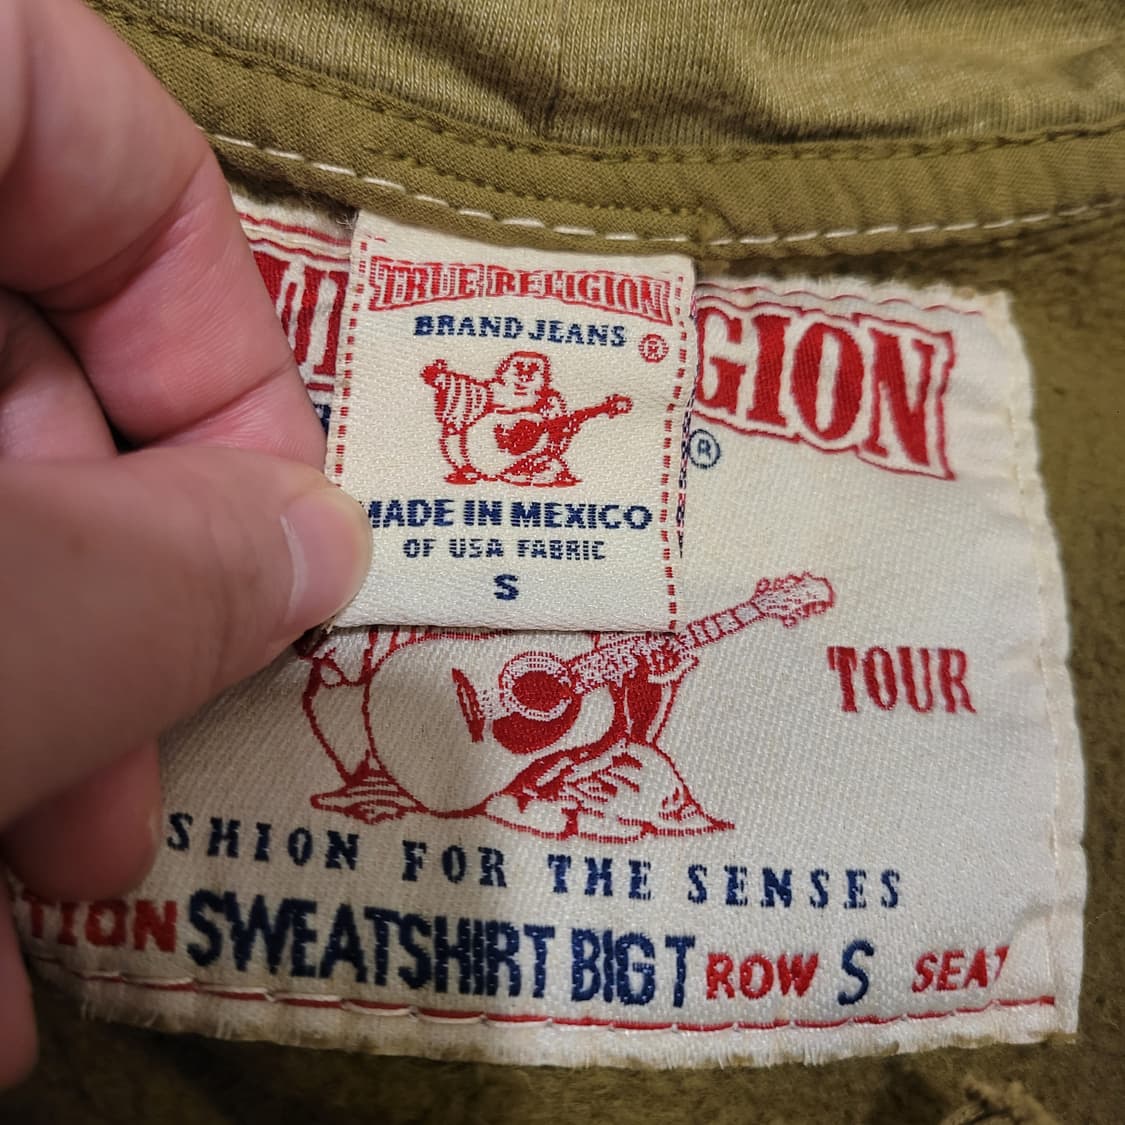 TRUE RELIGION
BRAND JEANS ®
MADE IN MEXICO
OF USA FABRIC
S
GION
®
TOUR
SHION FOR THE SENSES
TION SWEATSHIRT BIG T ROW S SEAT